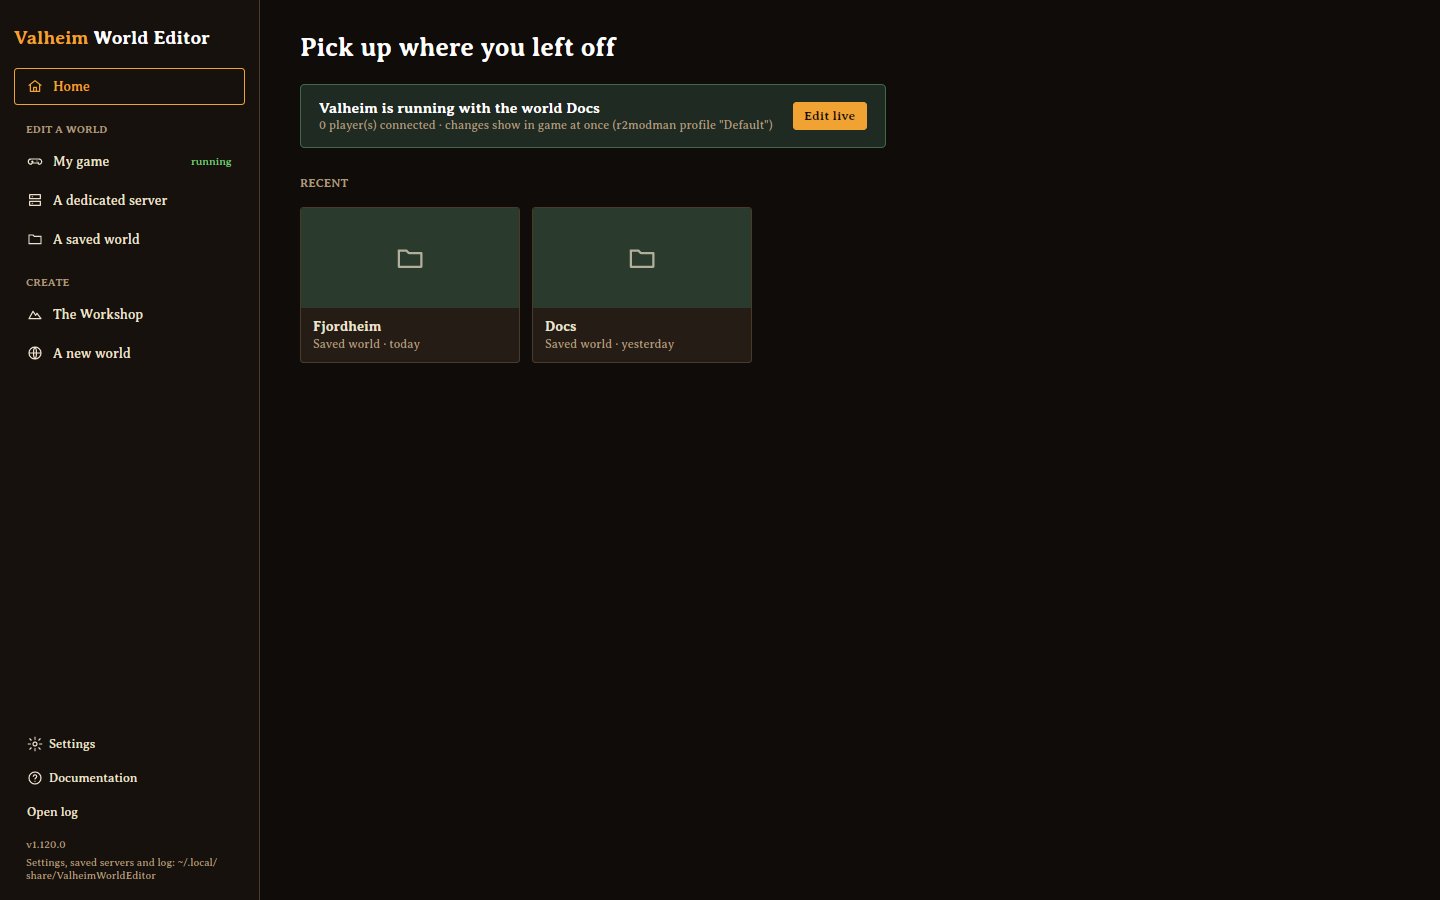 Valheim World Editor
Home
EDIT A WORLD
My game running
A dedicated server
A saved world
CREATE
The Workshop
A new world
Settings
Documentation
Open log
v1.120.0
Settings, saved servers and log: ~/.local/
share/ValheimWorldEditor
Pick up where you left off
Valheim is running with the world Docs
0 player(s) connected · changes show in game at once (r2modman profile "Default")
Edit live
RECENT
Fjordheim
Saved world · today
Docs
Saved world · yesterday